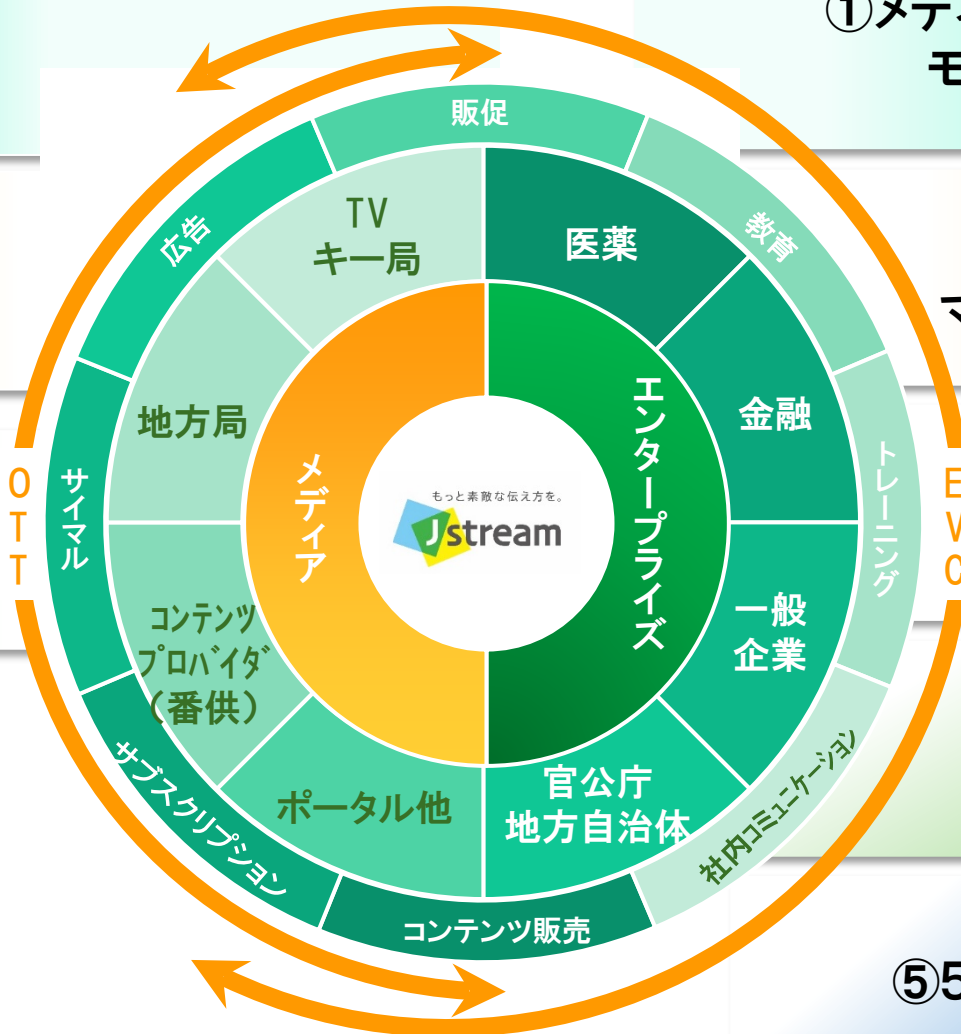 ①メディ
モ
販促
広告
教育
TV
キー局
医薬
マ
地方局
金融
エンタープライズ
メディア
もっと素敵な伝え方を。
Jstream
OTT
サイマル
トレーニング
EVC
コンテンツ
プロバイダ
(番供)
一般
企業
サブスクリプション
ポータル他
官公庁
地方自治体
社内コミュニケーション
コンテンツ販売
⑤5